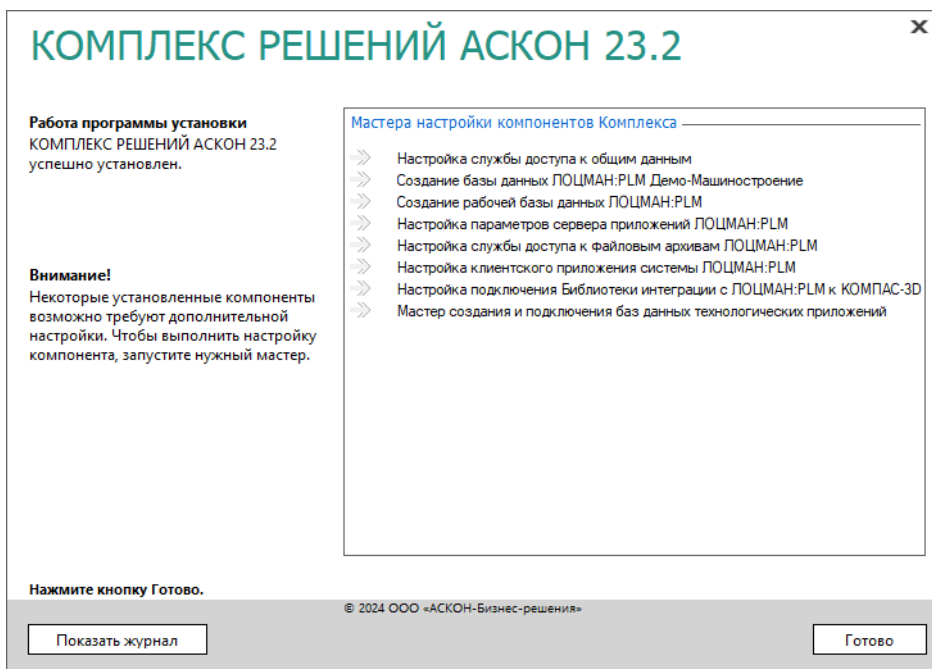 КОМПЛЕКС РЕШЕНИЙ АСКОН 23.2
x
Работа программы установки
КОМПЛЕКС РЕШЕНИЙ АСКОН 23.2
успешно установлен.
Внимание!
Некоторые установленные компоненты
возможно требуют дополнительной
настройки. Чтобы выполнить настройку
компонента, запустите нужный мастер.
Мастера настройки компонентов Комплекса
Настройка службы доступа к общим данным
Создание базы данных ЛОЦМАН:PLM Демо-Машиностроение
Создание рабочей базы данных ЛОЦМАН:PLM
Настройка параметров сервера приложений ЛОЦМАН:PLM
Настройка службы доступа к файловым архивам ЛОЦМАН:PLM
Настройка клиентского приложения системы ЛОЦМАН:PLM
Настройка подключения Библиотеки интеграции с ЛОЦМАН:PLM к КОМПАС-3D
Мастер создания и подключения баз данных технологических приложений
Нажмите кнопку Готово.
© 2024 ООО «АСКОН-Бизнес-решения»
Показать журнал
Готово